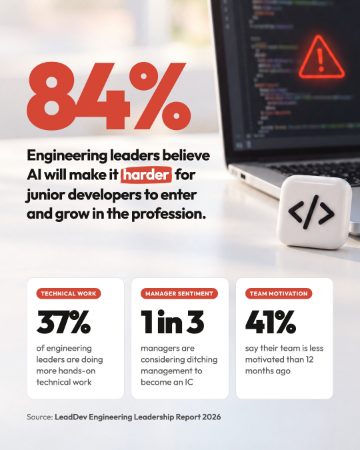 84%
Engineering leaders believe
AI will make it harder for
junior developers to enter
and grow in the profession.
</>
TECHNICAL WORK
37%
of engineering
leaders are doing
more hands-on
technical work
MANAGER SENTIMENT
1 in 3
managers are
considering ditching
management to
become an IC
TEAM MOTIVATION
41%
say their team is less
motivated than 12
months ago
Source: LeadDev Engineering Leadership Report 2026